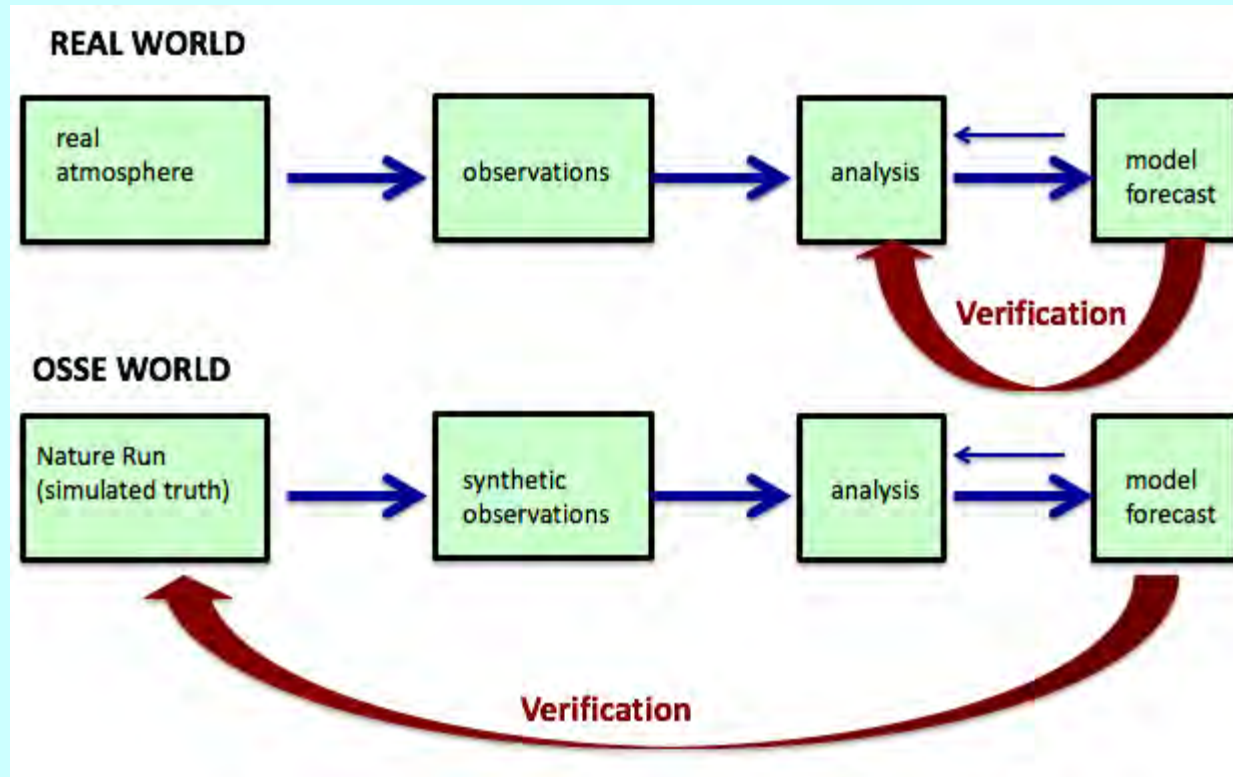 REAL WORLD
real
atmosphere
observations
analysis
model
forecast
Verification
OSSE WORLD
Nature Run
(simulated truth)
synthetic
observations
analysis
model
forecast
Verification